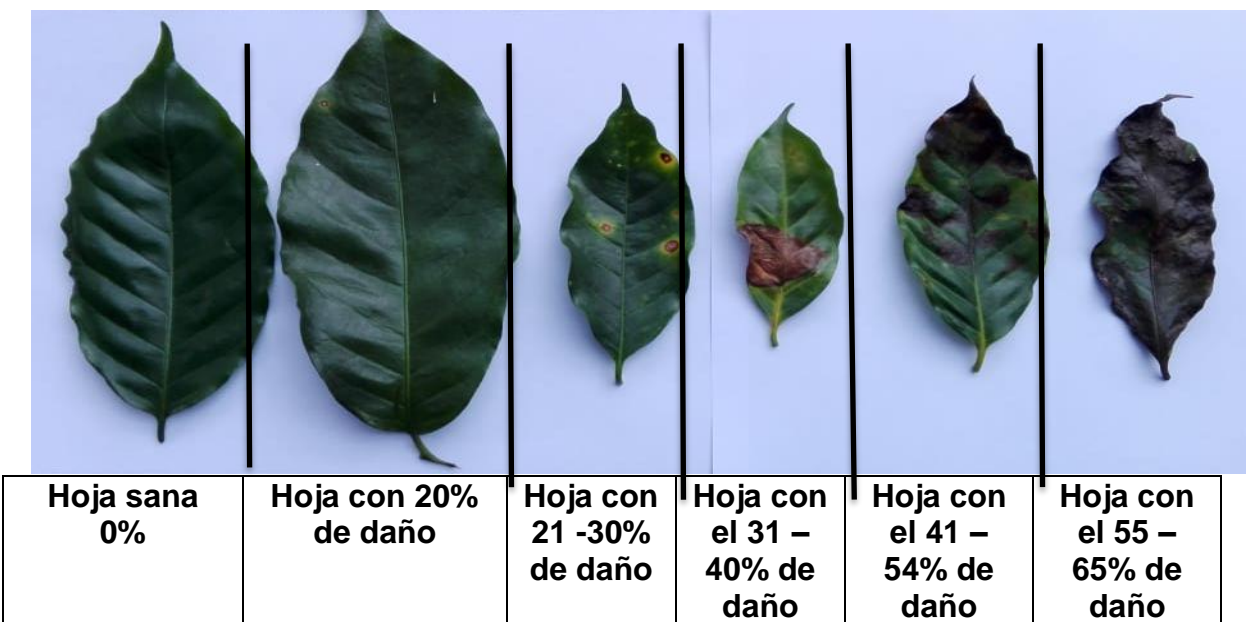 Hoja sana
0%
Hoja con 20%
de daño
Hoja con
21 -30%
de daño
Hoja con
el 31 –
40% de
daño
Hoja con
el 41 –
54% de
daño
Hoja con
el 55 –
65% de
daño